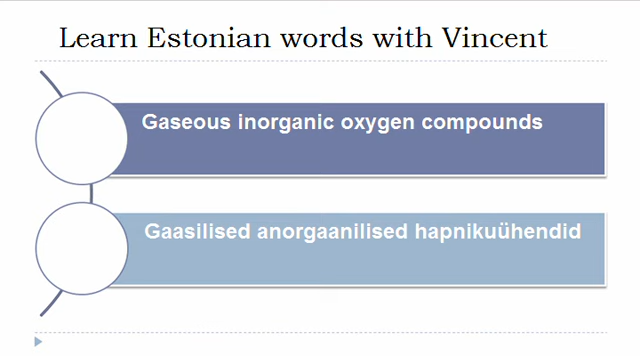 Learn Estonian words with Vincent
Gaseous inorganic oxygen compounds
Gaasilised anorgaanilised hapnikuühendid